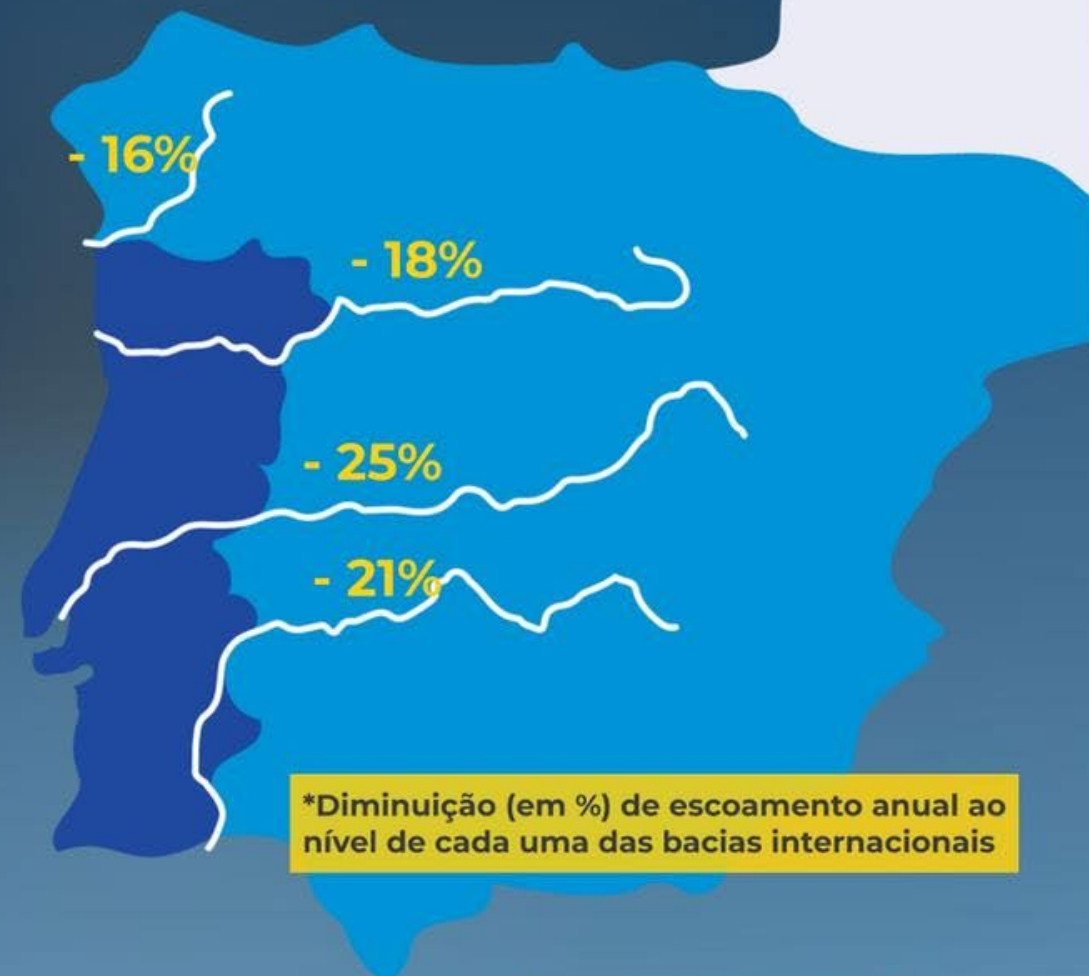 - 16%
- 18%
- 25%
- 21%
*Diminuição (em %) de escoamento anual ao
nível de cada uma das bacias internacionais